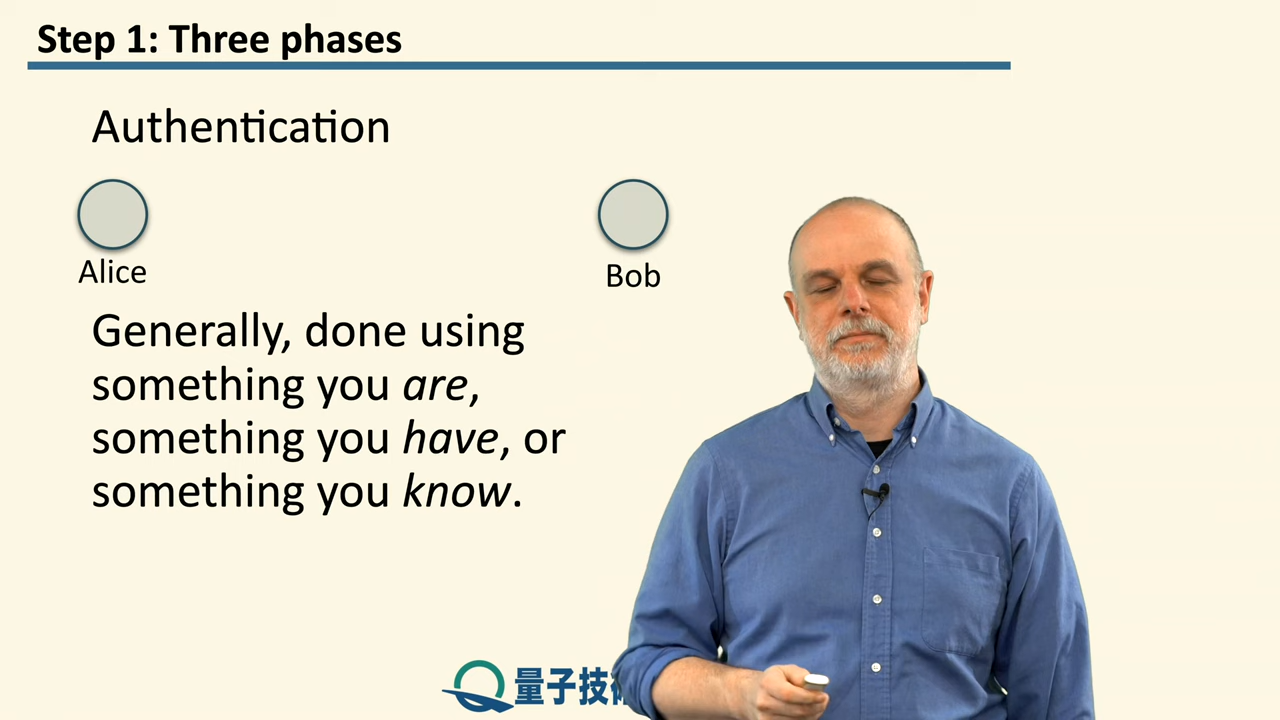 Step 1: Three phases
Authentication
Alice
Bob
Generally, done using
something you are,
something you have, or
something you know.
量子技